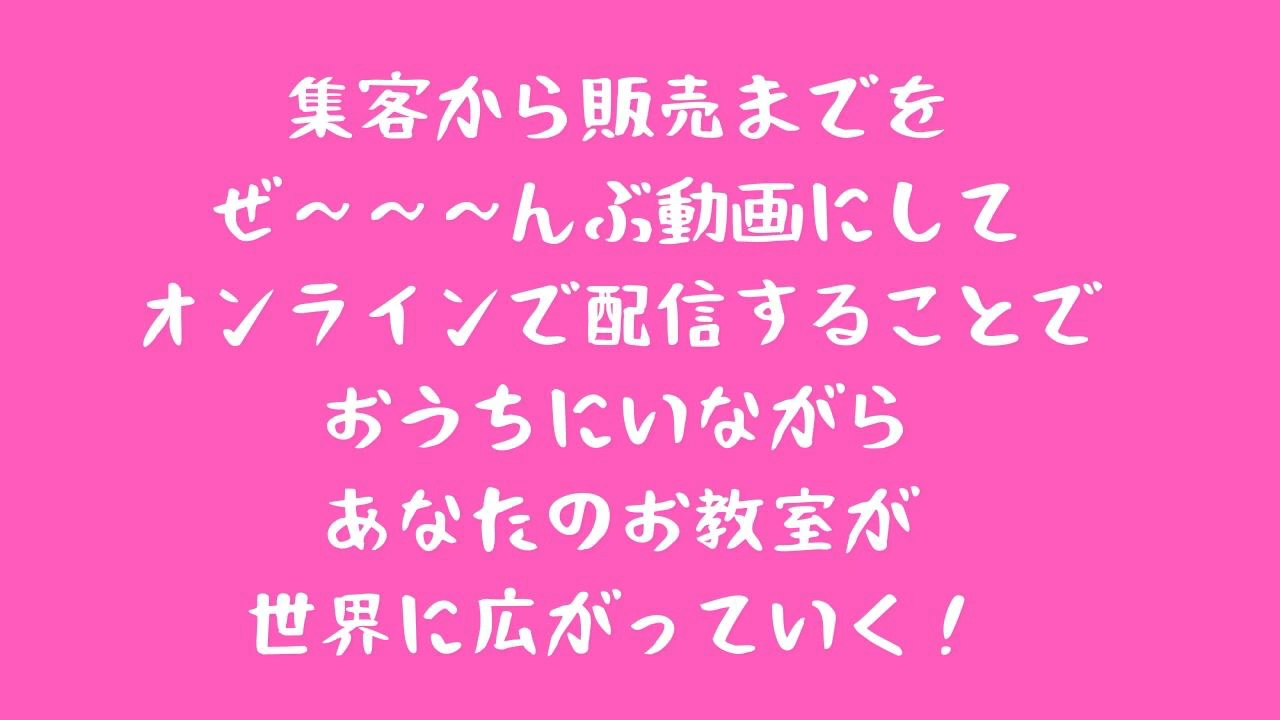 集客から販売までを
ぜ～～～んぶ動画にして
オンラインで配信することで
おうちにいながら
あなたのお教室が
世界に広がっていく！